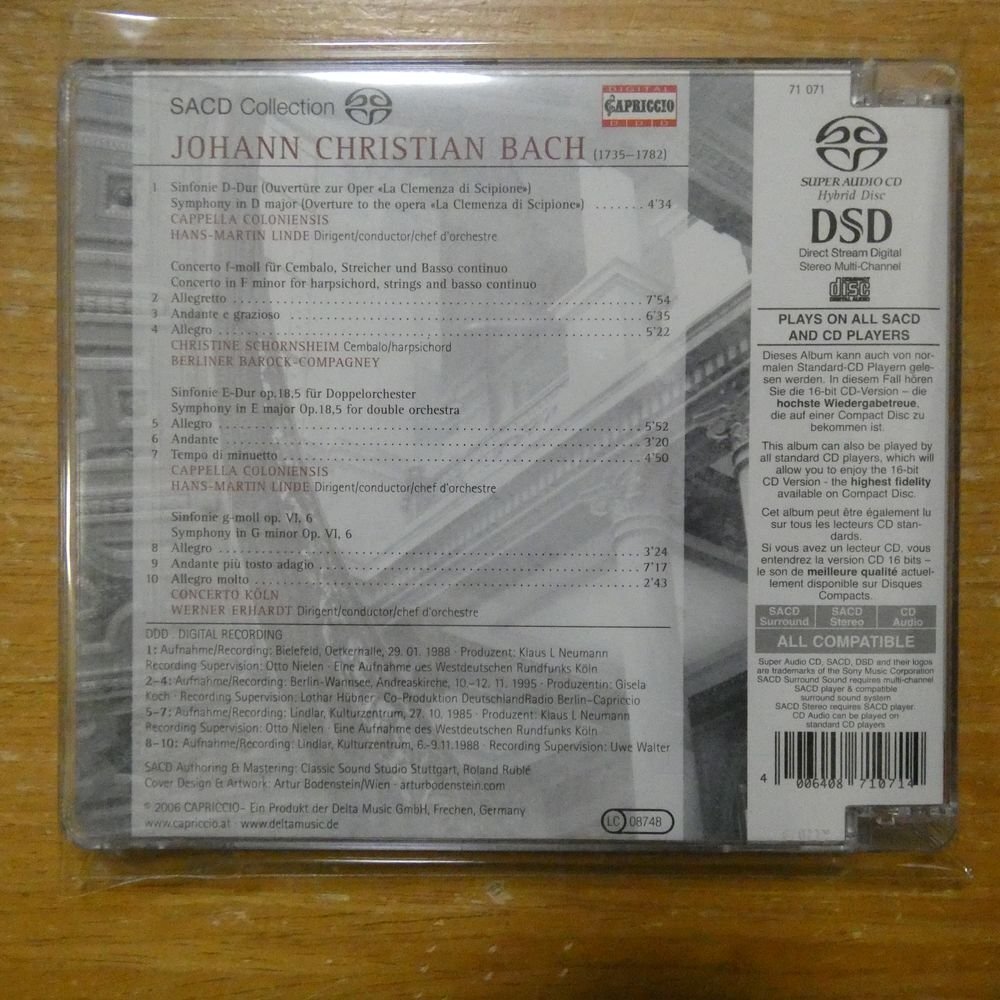 SACD Collection
DIGITAL
CAPRICCIO
JOHANN CHRISTIAN BACH (1735–1782)
1 Sinfonie D-Dur (Ouvertüre zur Oper «La Clemenza di Scipione»)
Symphony in D major (Overture to the opera «La Clemenza di Scipione») ....... 4'34
CAPPELLA COLONIENSIS
HANS-MARTIN LINDE Dirigent/conductor/chef d'orchestre
Concerto f-moll für Cembalo, Streicher und Basso continuo
Concerto in F minor for harpsichord, strings and basso continuo
2 Allegretto 7'54
3 Andante e grazioso 6'35
4 Allegro 5'22
CHRISTINE SCHORNSHEIM Cembalo/harpsichord
BERLINER BAROCK-COMPAGNEY
Sinfonie E-Dur op.18,5 für Doppelorchester
Symphony in E major Op.18,5 for double orchestra
5 Allegro 5'52
6 Andante 3'20
7 Tempo di minuetto 4'50
CAPPELLA COLONIENSIS
HANS-MARTIN LINDE Dirigent/conductor/chef d'orchestre
Sinfonie g-moll op. VI, 6
Symphony in G minor Op. VI, 6
8 Allegro 3'24
9 Andante più tosto adagio 7'17
10 Allegro molto 2'43
CONCERTO KÖLN
WERNER ERHARDT Dirigent/conductor/chef d'orchestre
DDD . DIGITAL RECORDING
1: Aufnahme/Recording: Bielefeld, Oetkerhalle, 29. 01. 1988 · Produzent: Klaus L Neumann
Recording Supervision: Otto Nielen · Eine Aufnahme des Westdeutschen Rundfunks Köln
2–4: Aufnahme/Recording: Berlin-Wannsee, Andreaskirche, 10.–12. 11. 1995 · Produzentin: Gisela
Koch · Recording Supervision: Lothar Hübner · Co-Produktion DeutschlandRadio Berlin–Capriccio
5–7: Aufnahme/Recording: Lindlar, Kulturzentrum, 27. 10. 1985 · Produzent: Klaus L Neumann
Recording Supervision: Otto Nielen · Eine Aufnahme des Westdeutschen Rundfunks Köln
8–10: Aufnahme/Recording: Lindlar, Kulturzentrum, 6.-9.11.1988 · Recording Supervision: Uwe Walter
SACD Authoring & Mastering: Classic Sound Studio Stuttgart, Roland Rublé
Cover Design & Artwork: Artur Bodenstein/Wien · arturbodenstein.com
© 2006 CAPRICCIO– Ein Produkt der Delta Music GmbH, Frechen, Germany
www.capriccio.at · www.deltamusic.de
LC 08748
71 071
SUPER AUDIO CD
Hybrid Disc
DSD
Direct Stream Digital
Stereo Multi-Channel
COMPACT disc
DIGITAL AUDIO
PLAYS ON ALL SACD
AND CD PLAYERS
Dieses Album kann auch von nor-
malen Standard-CD Playern gele-
sen werden. In diesem Fall hören
Sie die 16-bit CD-Version – die
hochste Wiedergabetreue,
die auf einer Compact Disc zu
bekommen ist.
This album can also be played by
all standard CD players, which will
allow you to enjoy the 16-bit
CD Version - the highest fidelity
available on Compact Disc.
Cet album peut être également lu
sur tous les lecteurs CD stan-
dards.
Si vous avez un lecteur CD, vous
entendrez la version CD 16 bits –
le son de meilleure qualité actuel-
lement disponible sur Disques
Compacts.
SACD Surround
SACD Stereo
CD Audio
ALL COMPATIBLE
Super Audio CD, SACD, DSD and their logos
are trademarks of the Sony Music Corporation
SACD Surround Sound requires multi-channel
SACD player & compatible
surround sound system
SACD Stereo requires SACD player.
CD Audio can be played on
standard CD players
4 006408 710714